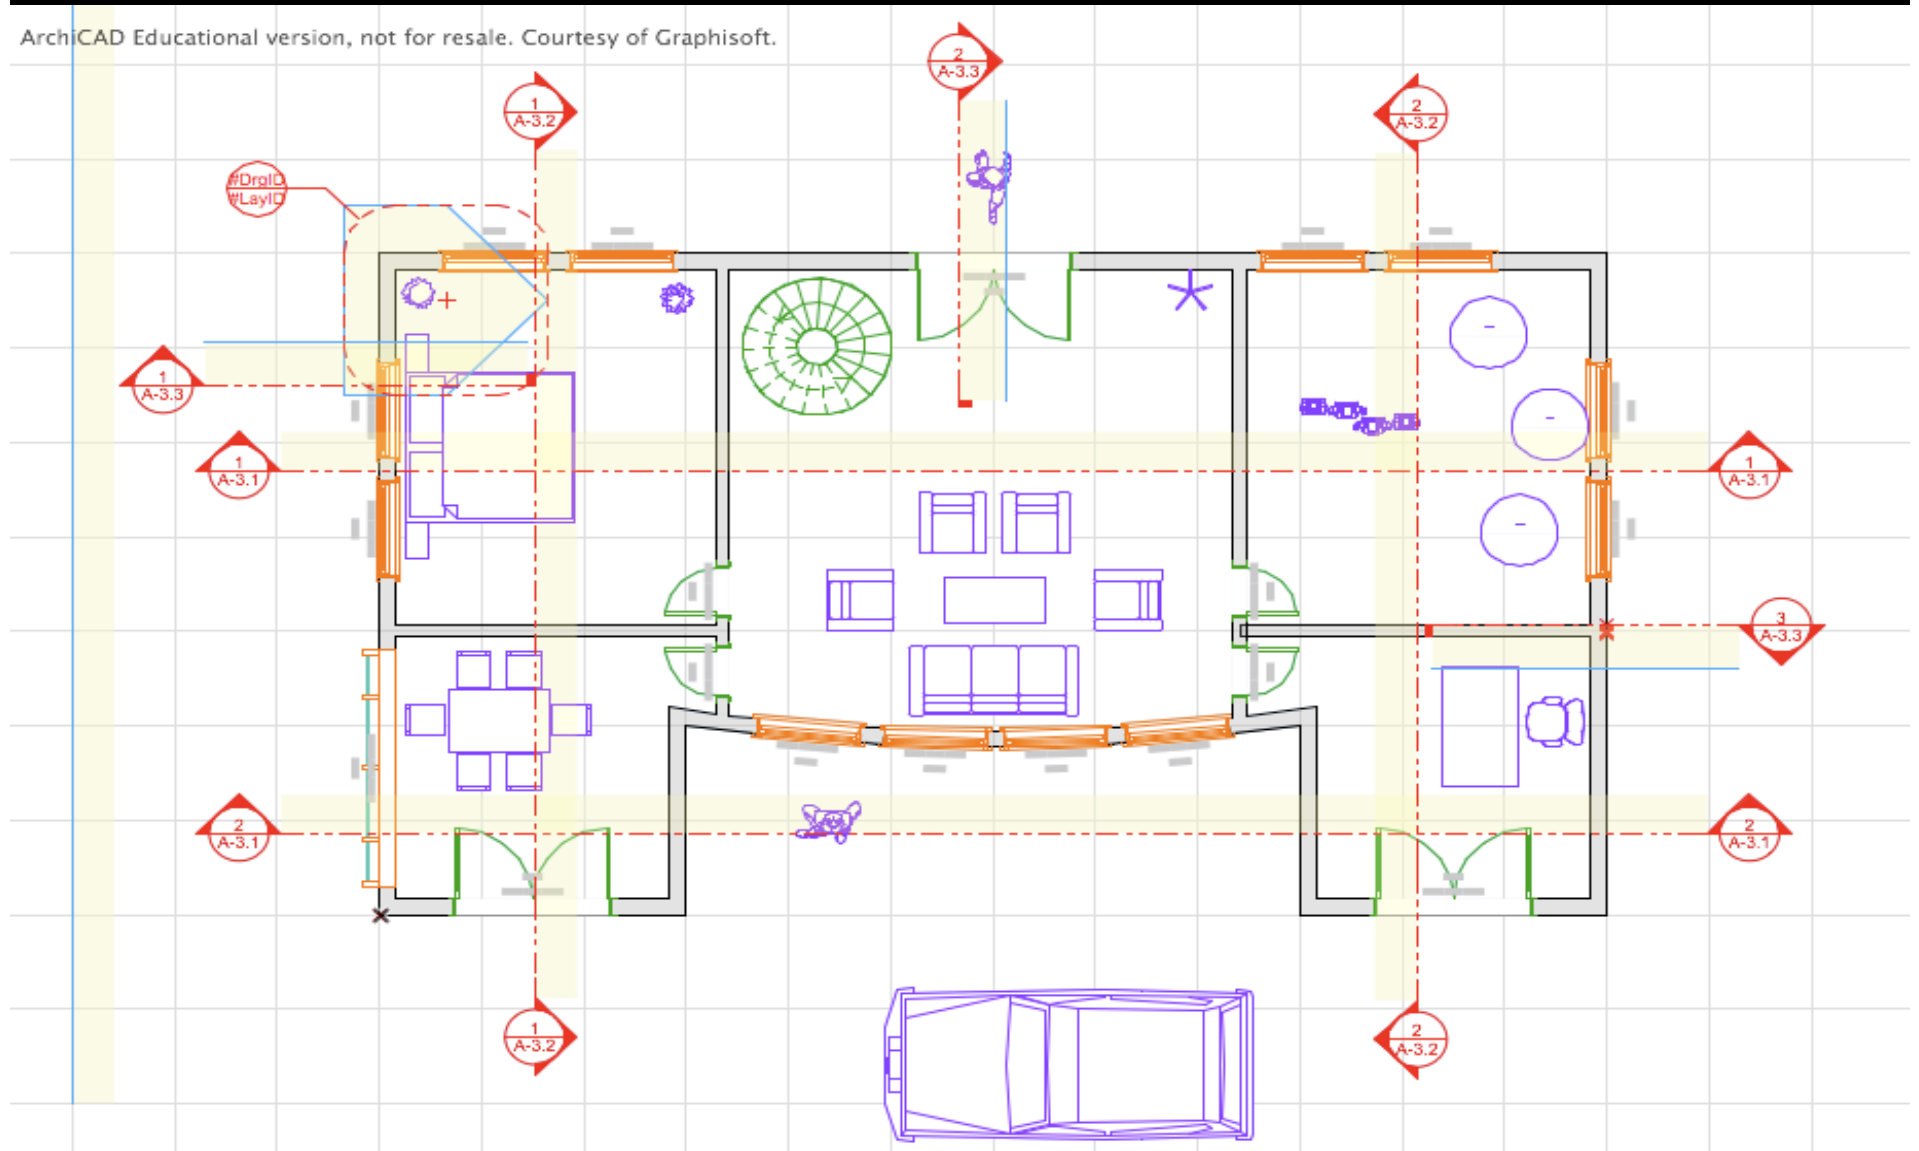 ArchiCAD Educational version, not for resale. Courtesy of Graphisoft.
2
A-3.3
1
A-3.2
2
A-3.2
#DrgID
#LayID
1
A-3.3
1
A-3.1
1
A-3.1
3
A-3.3
2
A-3.1
2
A-3.1
1
A-3.2
2
A-3.2